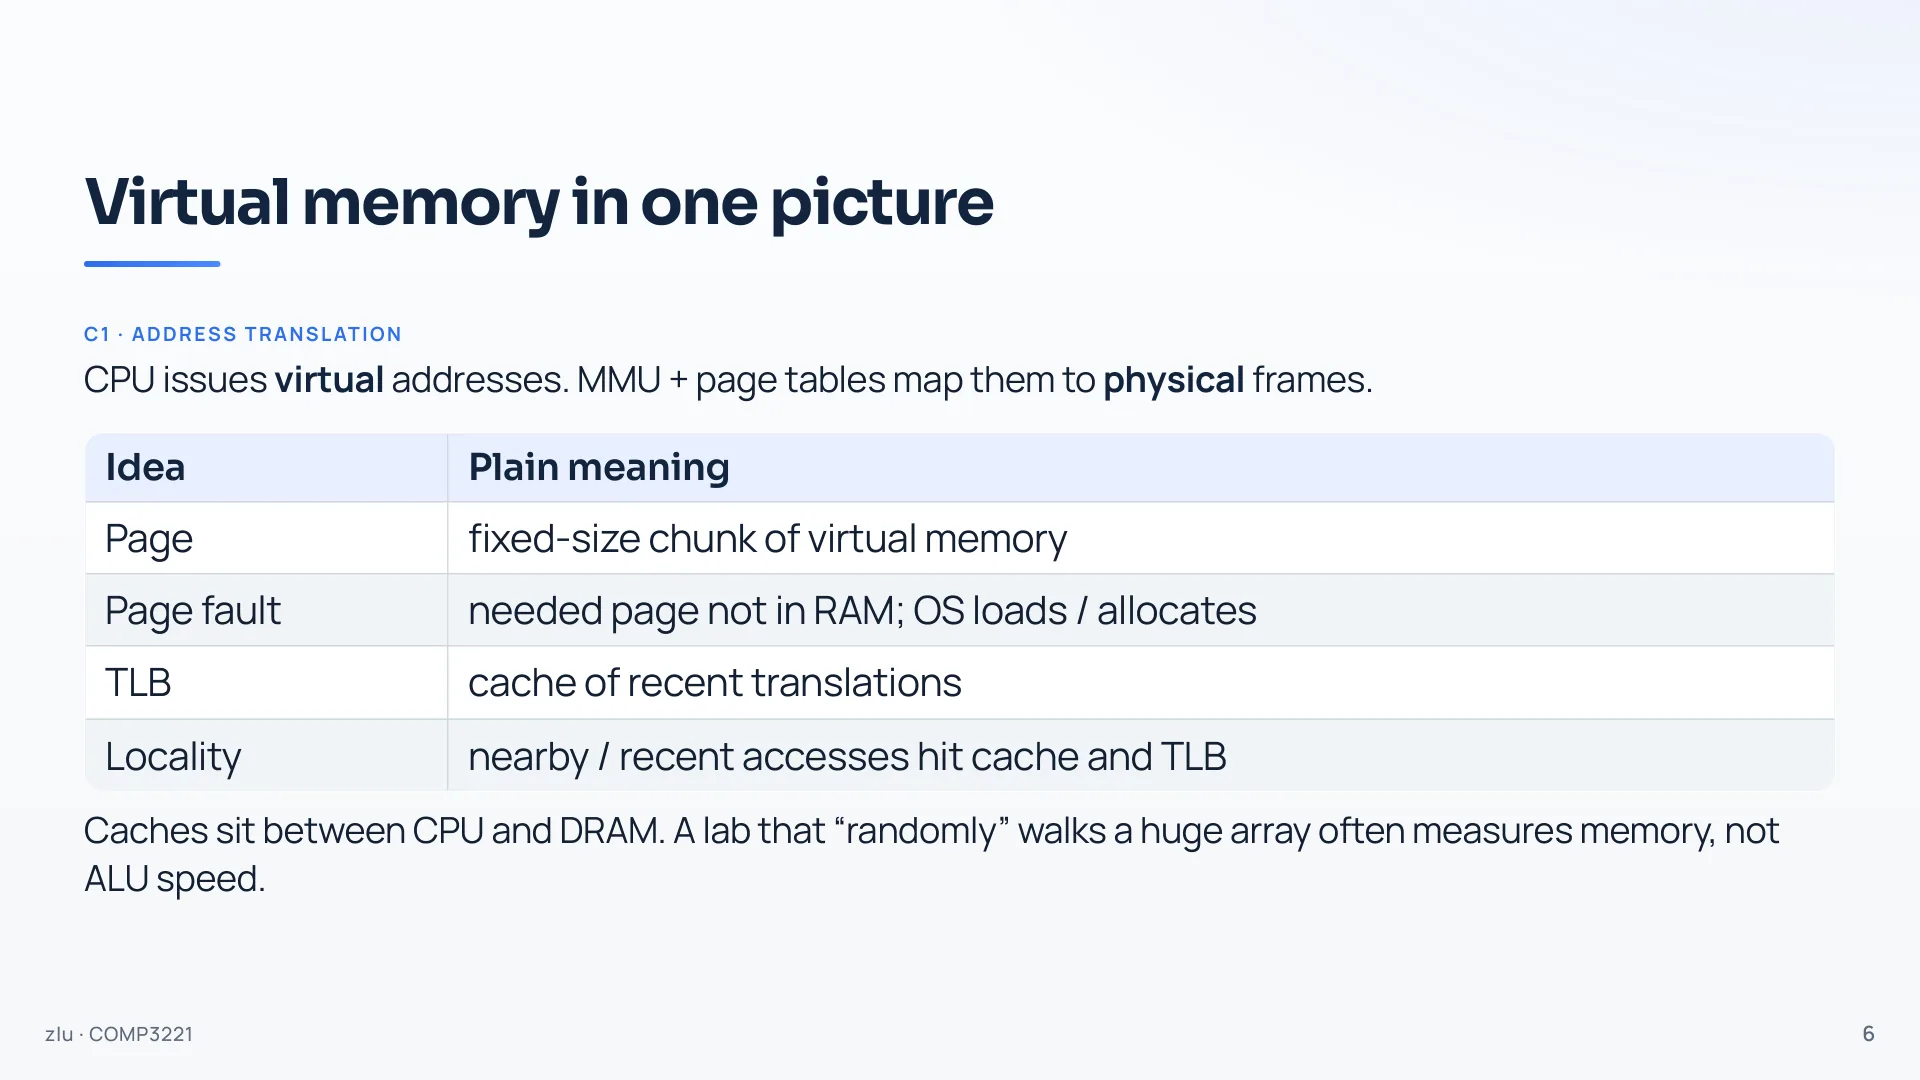 Virtual memory in one picture
C1 · ADDRESS TRANSLATION
CPU issues virtual addresses. MMU + page tables map them to physical frames.
Idea Plain meaning
Page fixed-size chunk of virtual memory
Page fault needed page not in RAM; OS loads / allocates
TLB cache of recent translations
Locality nearby / recent accesses hit cache and TLB
Caches sit between CPU and DRAM. A lab that “randomly” walks a huge array often measures memory, not
ALU speed.
zlu · COMP3221
6